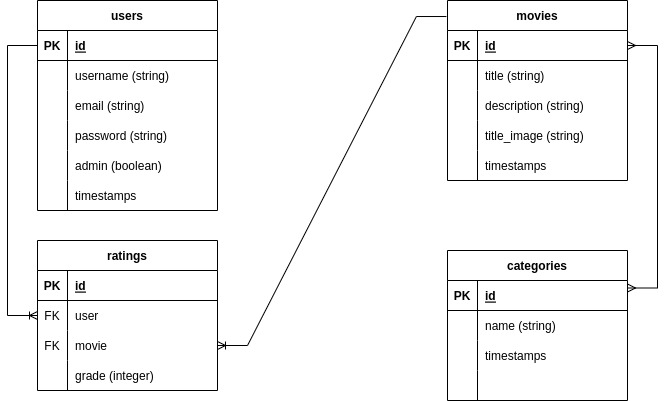 users
PK id
username (string)
email (string)
password (string)
admin (boolean)
timestamps
movies
PK id
title (string)
description (string)
title_image (string)
timestamps
ratings
PK id
FK user
FK movie
grade (integer)
categories
PK id
name (string)
timestamps